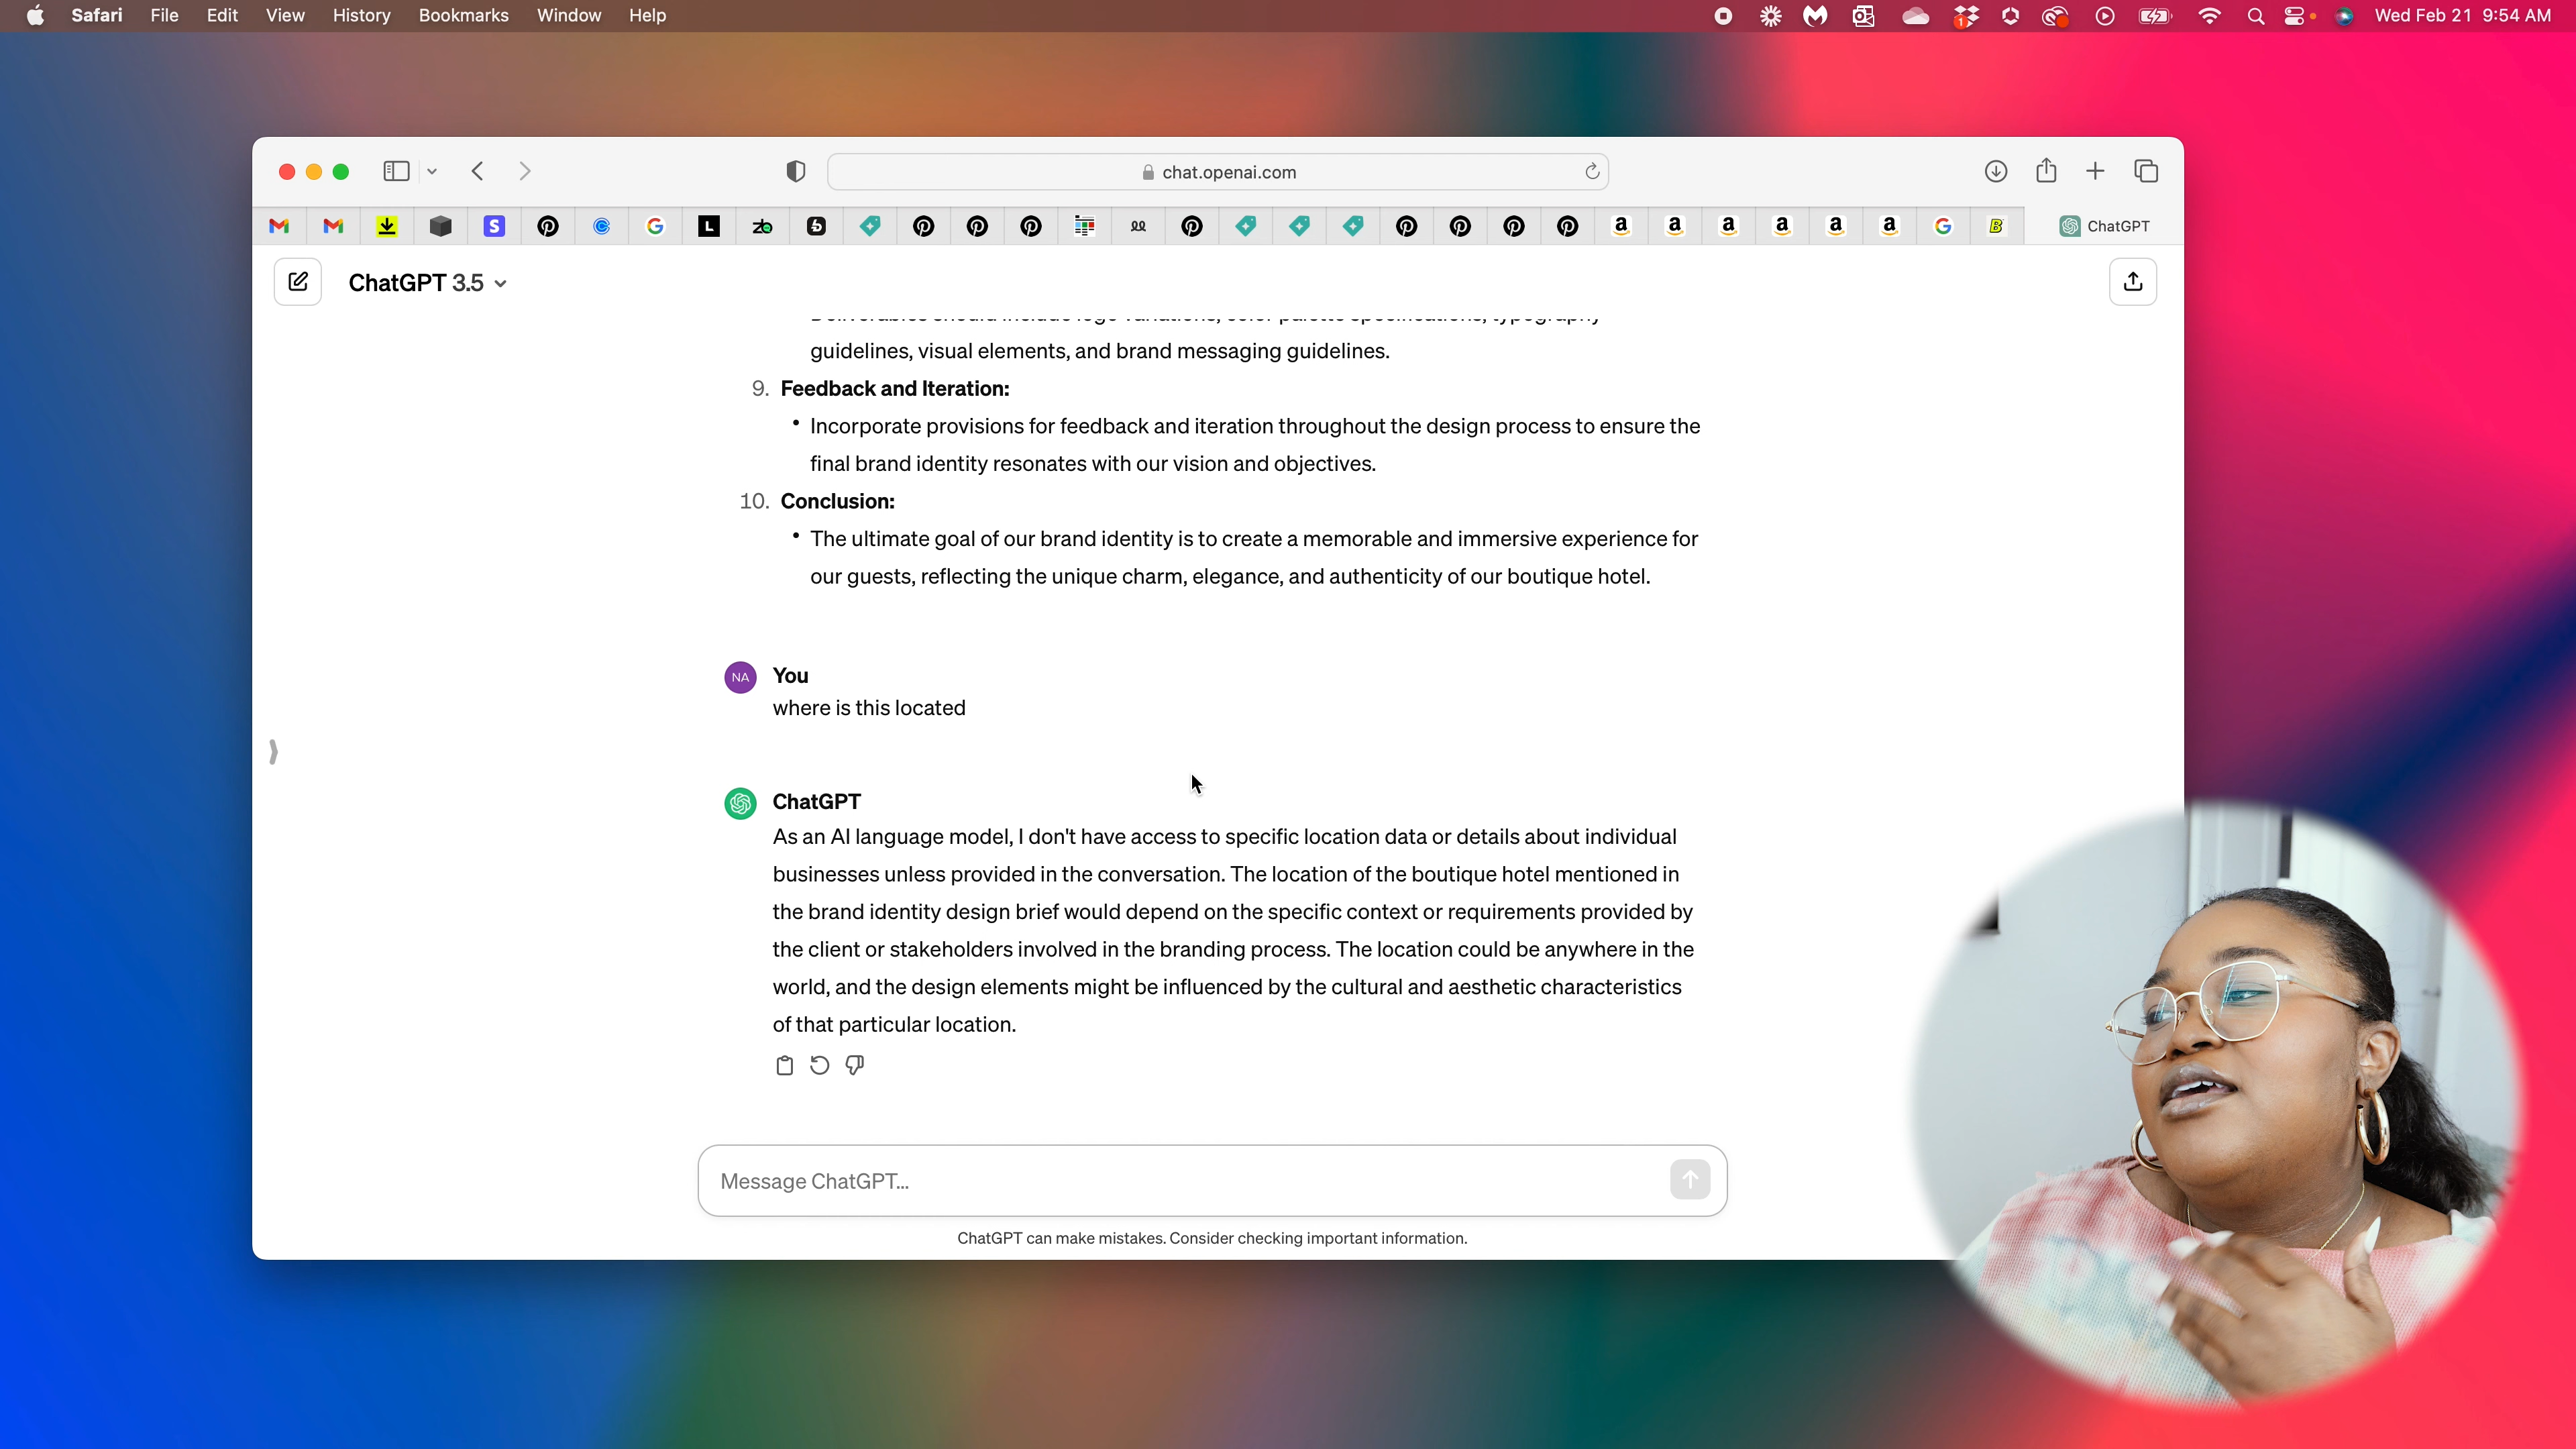 Safari File Edit View History Bookmarks Window Help Wed Feb 21 9:54 AM
chat.openai.com
ChatGPT
ChatGPT 3.5
Deliverables should include logo variations, color palette specifications, typography
guidelines, visual elements, and brand messaging guidelines.
9. Feedback and Iteration:
• Incorporate provisions for feedback and iteration throughout the design process to ensure the
final brand identity resonates with our vision and objectives.
10. Conclusion:
• The ultimate goal of our brand identity is to create a memorable and immersive experience for
our guests, reflecting the unique charm, elegance, and authenticity of our boutique hotel.
NA You
where is this located
ChatGPT
As an AI language model, I don't have access to specific location data or details about individual
businesses unless provided in the conversation. The location of the boutique hotel mentioned in
the brand identity design brief would depend on the specific context or requirements provided by
the client or stakeholders involved in the branding process. The location could be anywhere in the
world, and the design elements might be influenced by the cultural and aesthetic characteristics
of that particular location.
Message ChatGPT...
ChatGPT can make mistakes. Consider checking important information.